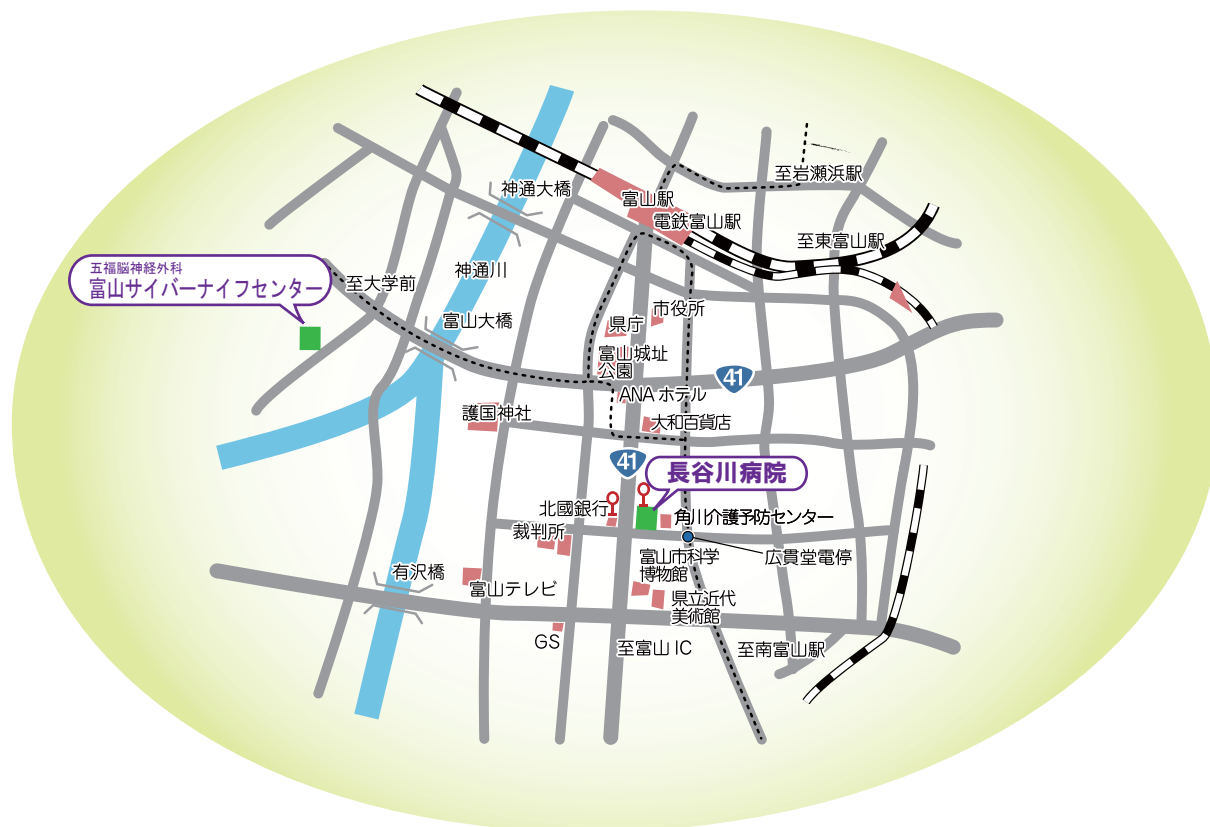 至岩瀬浜駅
神通大橋
富山駅
電鉄富山駅
至東富山駅
五福脳神経外科
富山サイバーナイフセンター
至大学前
神通川
富山大橋
市役所
県庁
富山城址
公園
41
ANAホテル
護国神社
大和百貨店
41
長谷川病院
北國銀行
角川介護予防センター
裁判所
富山市科学
博物館
広貫堂電停
有沢橋
富山テレビ
県立近代
美術館
GS
至富山IC
至南富山駅